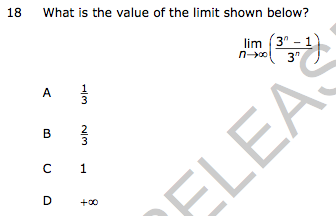 18 What is the value of the limit shown below?
lim n→∞ (3ⁿ − 1 / 3ⁿ)
A 1/3
B 2/3
C 1
D +∞
ELEAS